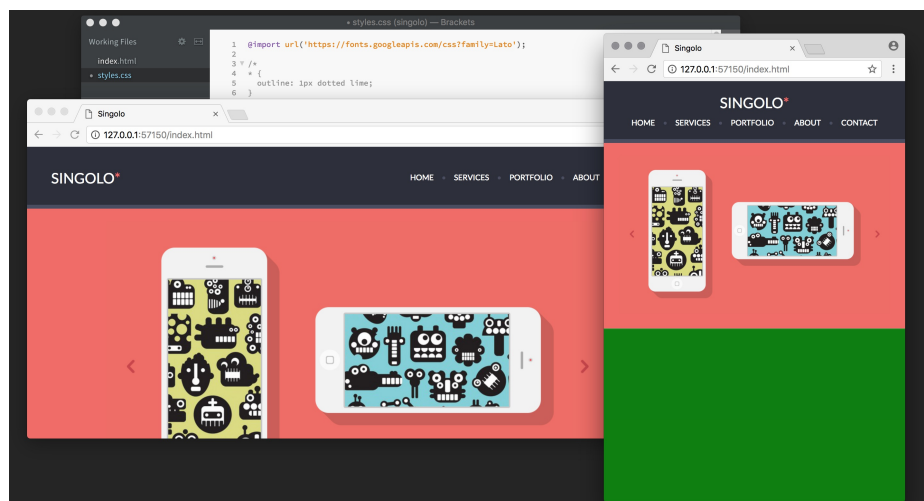 • styles.css (singolo) — Brackets
Working Files
index.html
• styles.css
1 @import url('https://fonts.googleapis.com/css?family=Lato');
2
3 /*
4 * {
5 outline: 1px dotted lime;
6 }
Singolo ×
127.0.0.1:57150/index.html
SINGOLO*
HOME • SERVICES • PORTFOLIO • ABOUT
Singolo ×
127.0.0.1:57150/index.html
SINGOLO*
HOME • SERVICES • PORTFOLIO • ABOUT • CONTACT